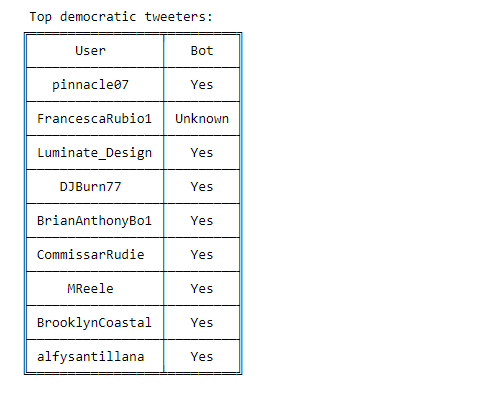 Top democratic tweeters:
User Bot
pinnacle07 Yes
FrancescaRubio1 Unknown
Luminate_Design Yes
DJBurn77 Yes
BrianAnthonyBo1 Yes
CommissarRudie Yes
MReele Yes
BrooklynCoastal Yes
alfysantillana Yes